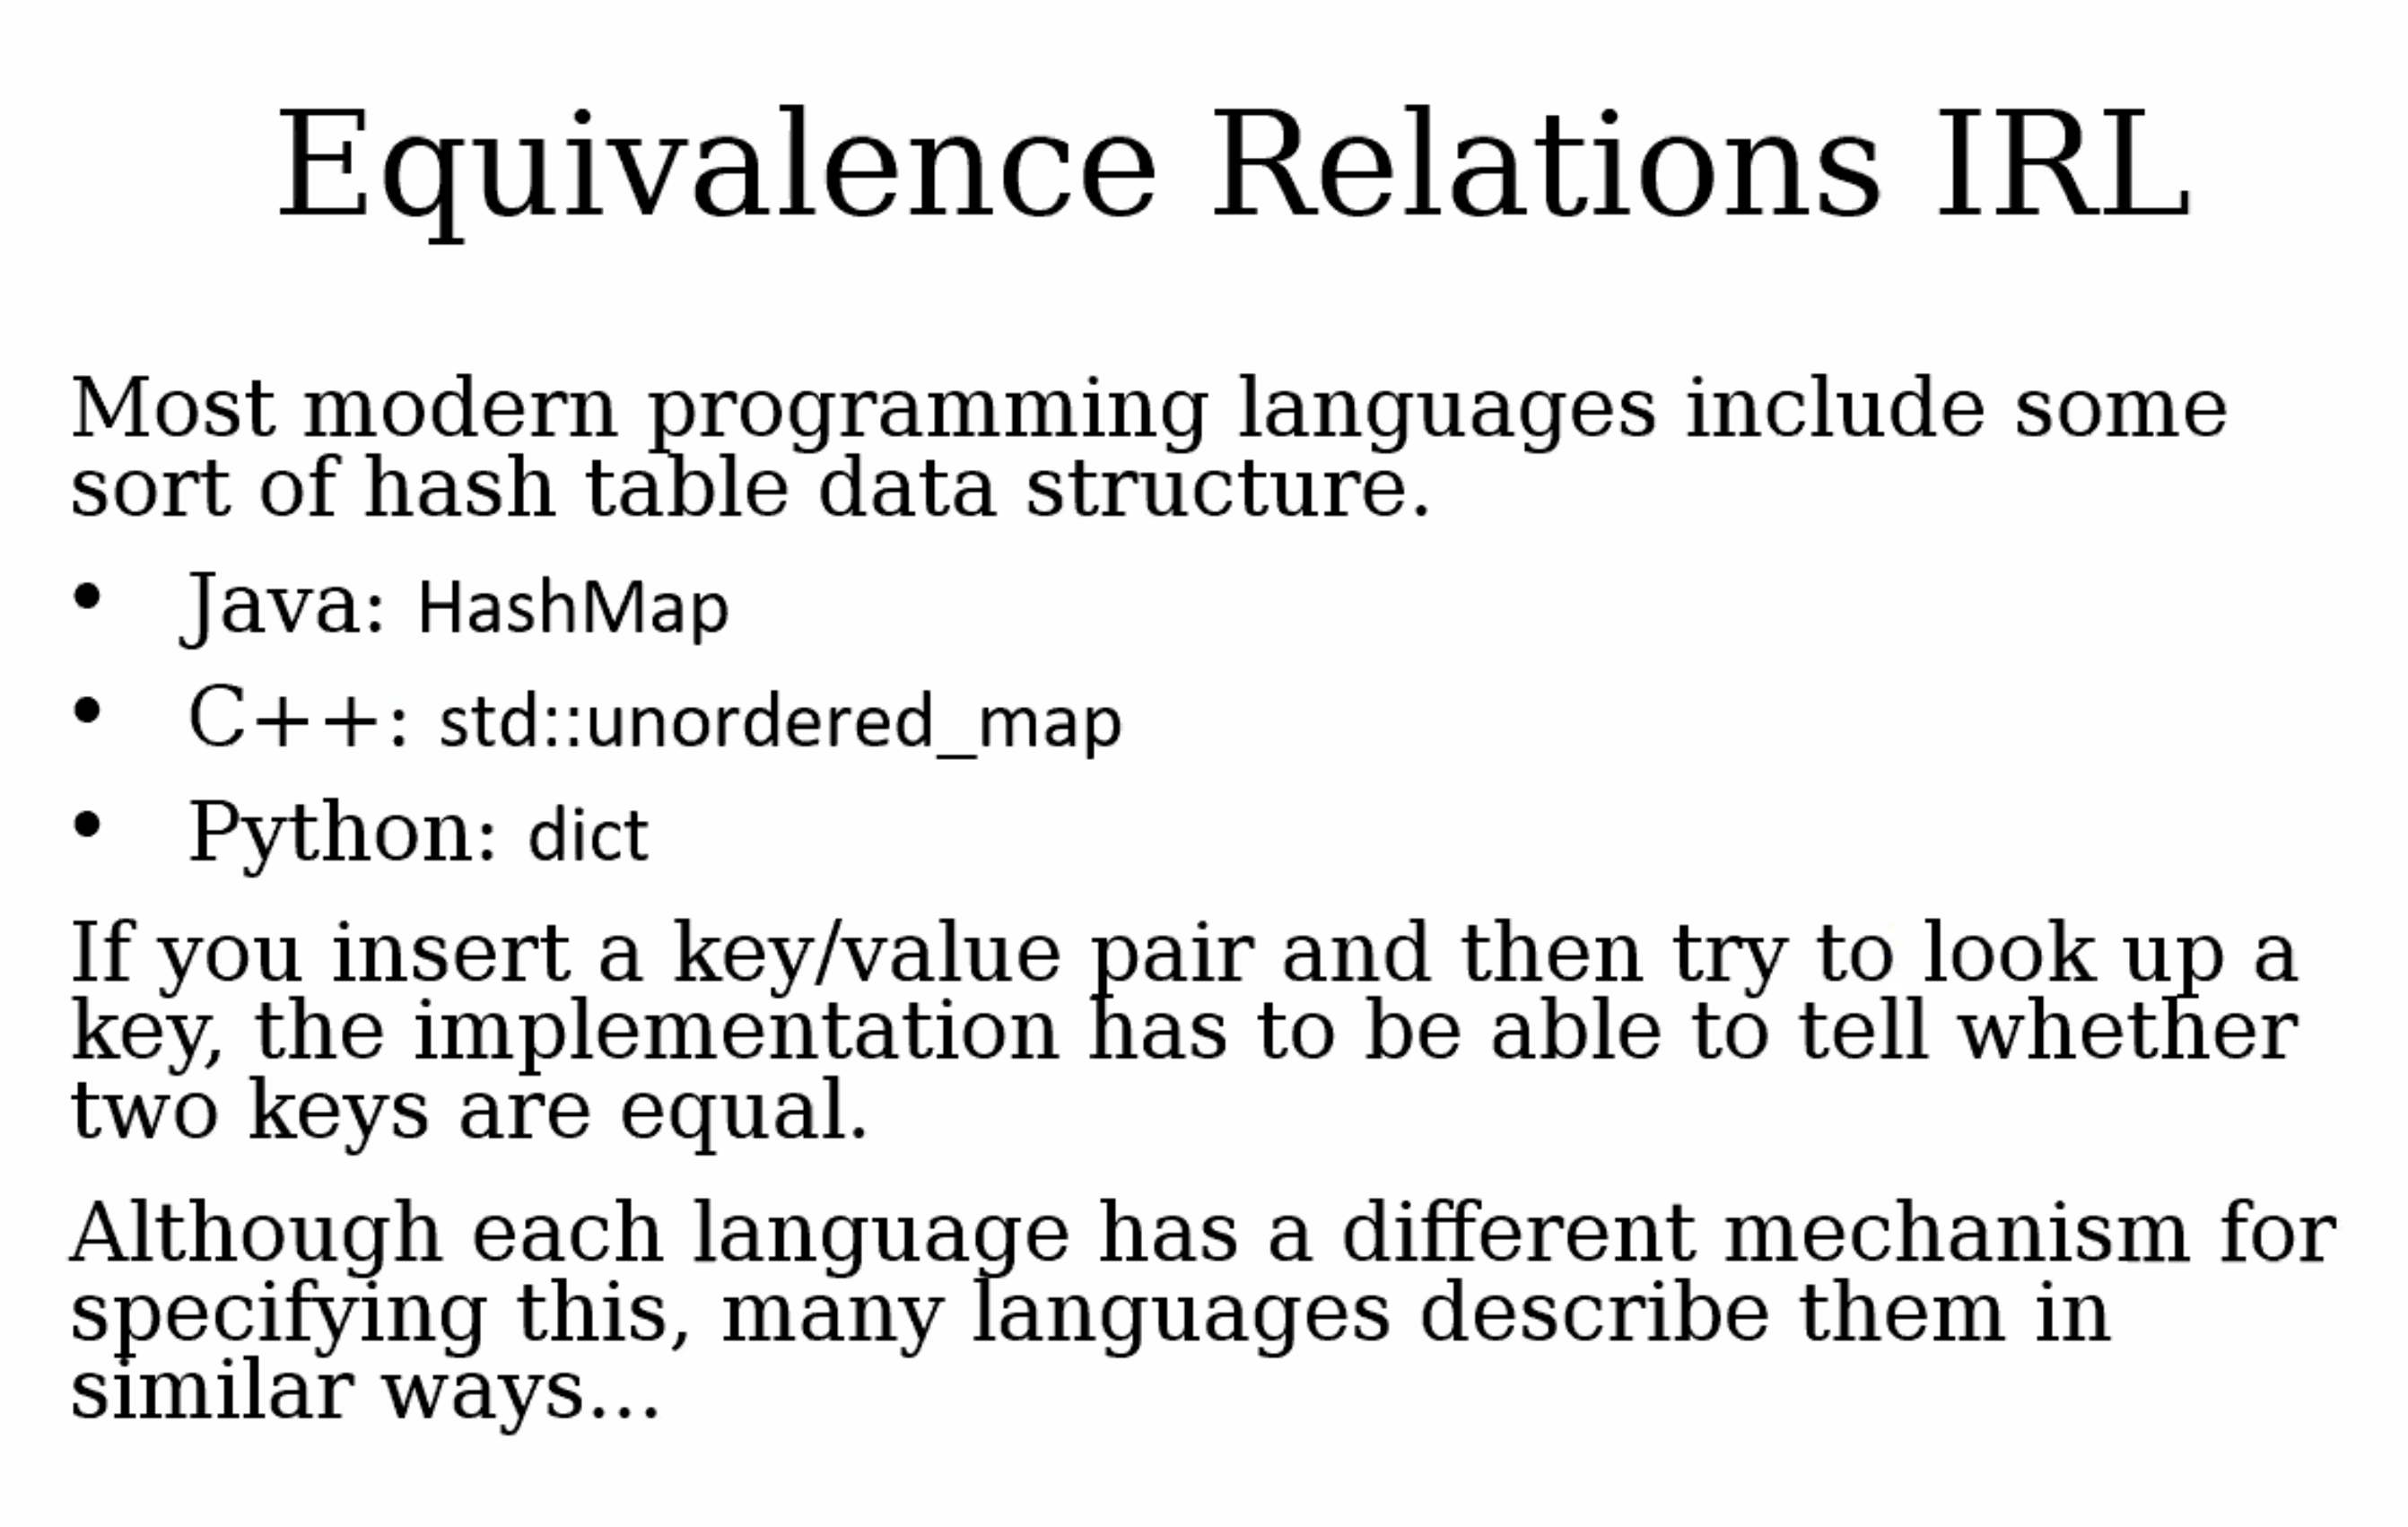 Equivalence Relations IRL
Most modern programming languages include some
sort of hash table data structure.
• Java: HashMap
• C++: std::unordered_map
• Python: dict
If you insert a key/value pair and then try to look up a
key, the implementation has to be able to tell whether
two keys are equal.
Although each language has a different mechanism for
specifying this, many languages describe them in
similar ways...